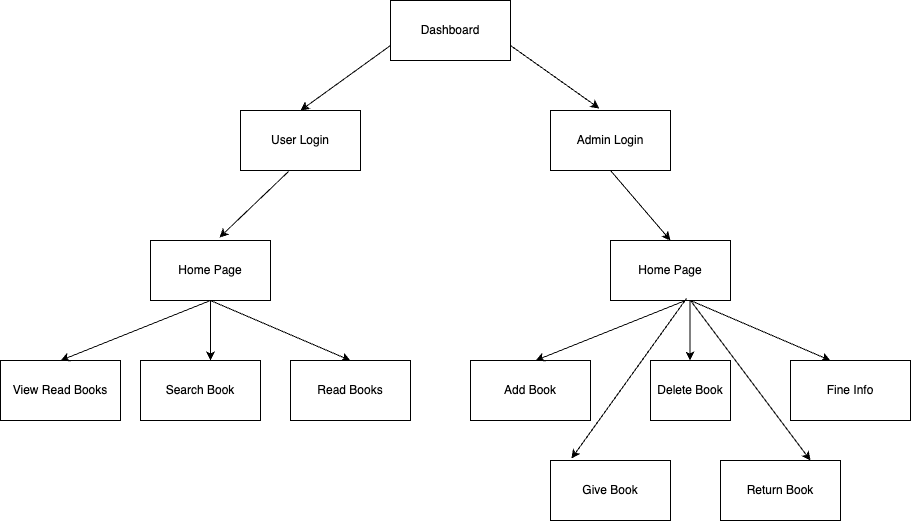 Dashboard
User Login
Admin Login
Home Page
Home Page
View Read Books
Search Book
Read Books
Add Book
Delete Book
Fine Info
Give Book
Return Book